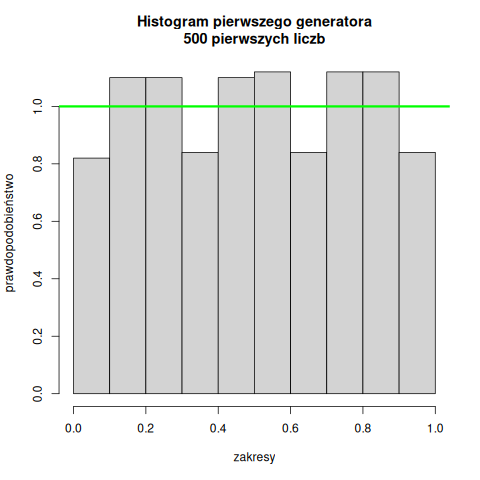 Histogram pierwszego generatora
500 pierwszych liczb
prawdopodobieństwo
1.0
0.8
0.6
0.4
0.2
0.0
0.0 0.2 0.4 0.6 0.8 1.0
zakresy